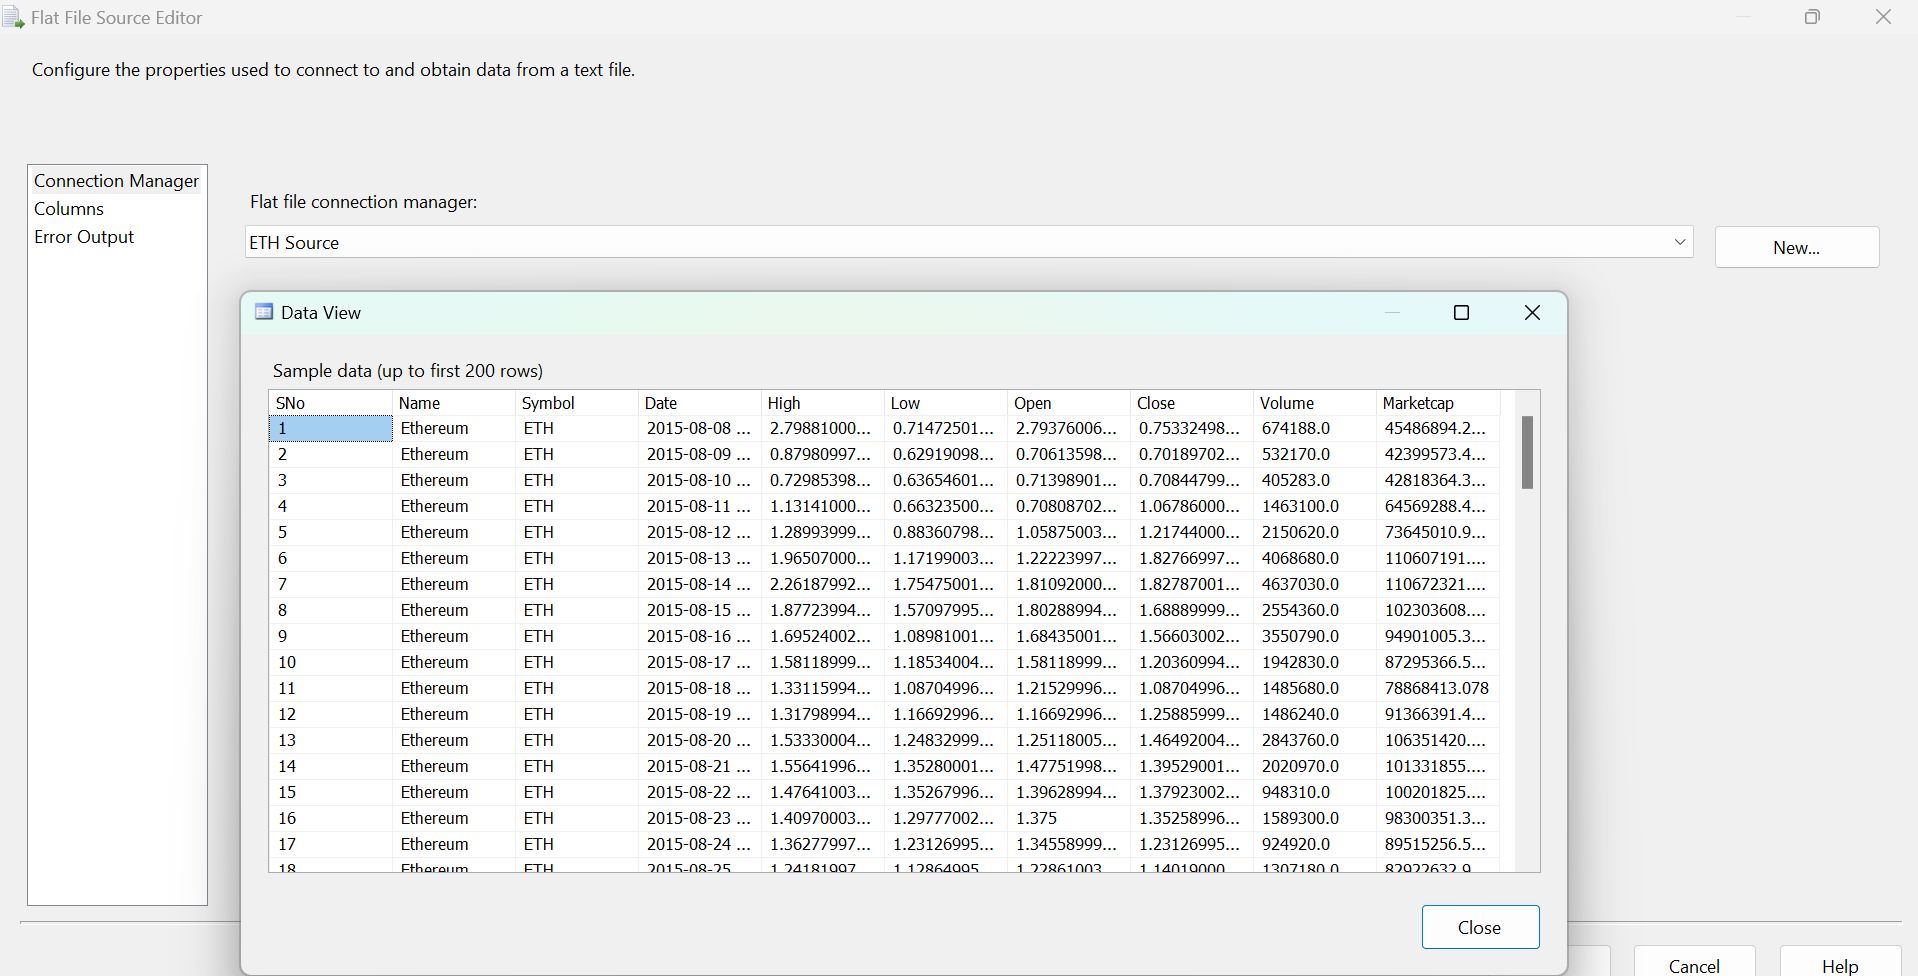 Flat File Source Editor
Configure the properties used to connect to and obtain data from a text file.
Connection Manager
Columns
Error Output
Flat file connection manager:
ETH Source
New...
Data View
Sample data (up to first 200 rows)
SNo Name Symbol Date High Low Open Close Volume Marketcap
1 Ethereum ETH 2015-08-08 ... 2.79881000... 0.71472501... 2.79376006... 0.75332498... 674188.0 45486894.2...
2 Ethereum ETH 2015-08-09 ... 0.87980997... 0.62919098... 0.70613598... 0.70189702... 532170.0 42399573.4...
3 Ethereum ETH 2015-08-10 ... 0.72985398... 0.63654601... 0.71398901... 0.70844799... 405283.0 42818364.3...
4 Ethereum ETH 2015-08-11 ... 1.13141000... 0.66323500... 0.70808702... 1.06786000... 1463100.0 64569288.4...
5 Ethereum ETH 2015-08-12 ... 1.28993999... 0.88360798... 1.05875003... 1.21744000... 2150620.0 73645010.9...
6 Ethereum ETH 2015-08-13 ... 1.96507000... 1.17199003... 1.22223997... 1.82766997... 4068680.0 110607191....
7 Ethereum ETH 2015-08-14 ... 2.26187992... 1.75475001... 1.81092000... 1.82787001... 4637030.0 110672321....
8 Ethereum ETH 2015-08-15 ... 1.87723994... 1.57097995... 1.80288994... 1.68889999... 2554360.0 102303608....
9 Ethereum ETH 2015-08-16 ... 1.69524002... 1.08981001... 1.68435001... 1.56603002... 3550790.0 94901005.3...
10 Ethereum ETH 2015-08-17 ... 1.58118999... 1.18534004... 1.58118999... 1.20360994... 1942830.0 87295366.5...
11 Ethereum ETH 2015-08-18 ... 1.33115994... 1.08704996... 1.21529996... 1.08704996... 1485680.0 78868413.078
12 Ethereum ETH 2015-08-19 ... 1.31798994... 1.16692996... 1.16692996... 1.25885999... 1486240.0 91366391.4...
13 Ethereum ETH 2015-08-20 ... 1.53330004... 1.24832999... 1.25118005... 1.46492004... 2843760.0 106351420....
14 Ethereum ETH 2015-08-21 ... 1.55641996... 1.35280001... 1.47751998... 1.39529001... 2020970.0 101331855....
15 Ethereum ETH 2015-08-22 ... 1.47641003... 1.35267996... 1.39628994... 1.37923002... 948310.0 100201825....
16 Ethereum ETH 2015-08-23 ... 1.40970003... 1.29777002... 1.375 1.35258996... 1589300.0 98300351.3...
17 Ethereum ETH 2015-08-24 ... 1.36277997... 1.23126995... 1.34558999... 1.23126995... 924920.0 89515256.5...
18 Ethereum ETH 2015-08-25 1.24181997 1.12864995 1.22861003 1.14019000 1307180.0 82922632.9
Close
Cancel
Help